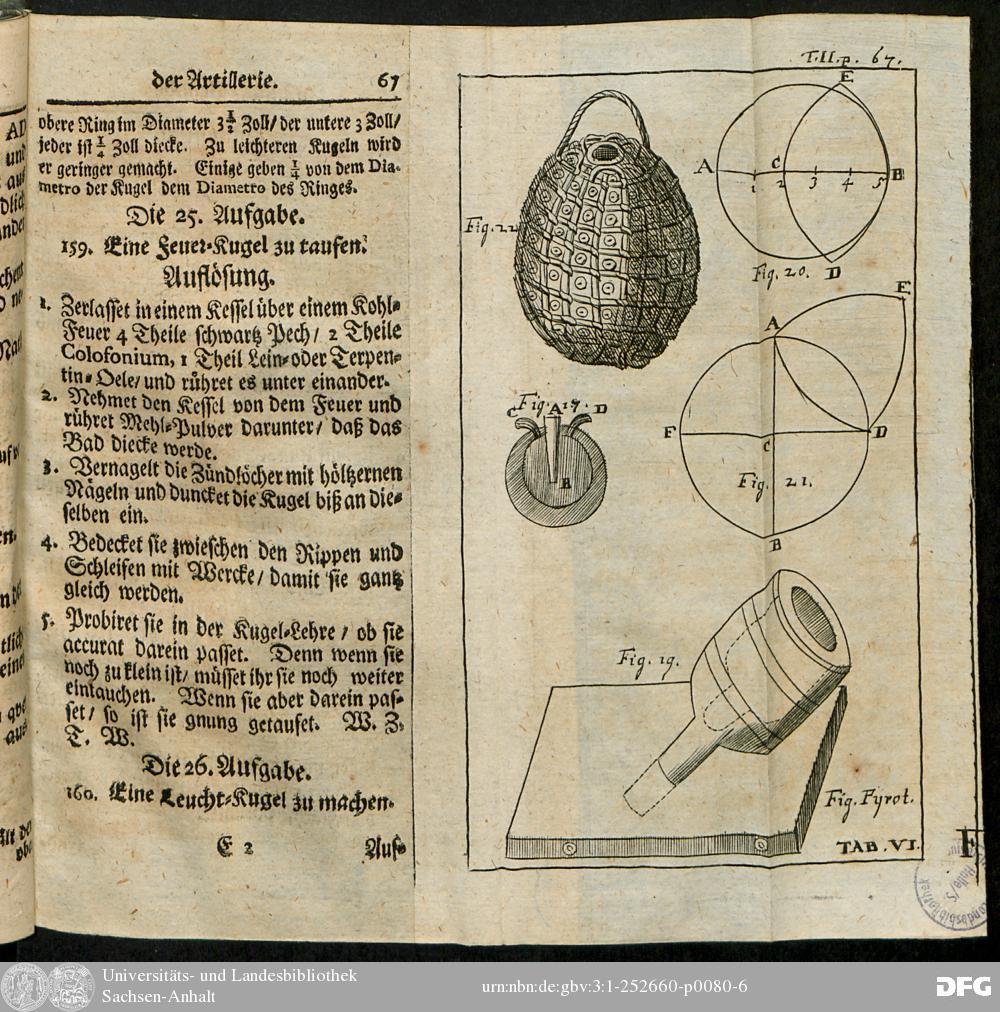 der Artillerie. 67
obere Ring im Diameter 3 1/2 Zoll/ der untere 3 Zoll/
jeder ist 1/4 Zoll diecke. Zu leichteren Kugeln wird
er geringer gemacht. Einige geben 1/4 von dem Dia-
metro der Kugel dem Diametro des Ringes.
Die 25. Aufgabe.
159. Eine Feuer-Kugel zu taufen.
Auflösung.
1. Zerlasset in einem Kessel über einem Kohl-
Feuer 4 Theile schwartz Pech/ 2 Theile
Colofonium, 1 Theil Lein- oder Terpen-
tin-Oele/ und rühret es unter einander.
2. Nehmet den Kessel von dem Feuer und
rühret Mehl-Pulver darunter/ daß das
Bad diecke werde.
3. Vernagelt die Zündlöcher mit höltzernen
Nägeln und duncket die Kugel biß an die-
selben ein.
4. Bedecket sie zwieschen den Rippen und
Schleifen mit Wercke/ damit sie gantz
gleich werden.
5. Probiret sie in der Kugel-Lehre/ ob sie
accurat darein passet. Denn wenn sie
noch zu klein ist/ müsset ihr sie noch weiter
eintauchen. Wenn sie aber darein pas-
set/ so ist sie gnung getaufet. W. Z.
T. W.
Die 26. Aufgabe.
160. Eine Leucht-Kugel zu machen.
E 2 Auf-
T.II.p. 67.
E
A C B
1 2 3 4 5
Fig. 22
Fig. 20. D
E
A
Fig. 17.
C A D
F C D
B
Fig. 21.
B
Fig. 19.
Fig. Pyrot.
TAB. VI.
F
Universitäts- und Landesbibliothek
Sachsen-Anhalt
urn:nbn:de:gbv:3:1-252660-p0080-6
DFG